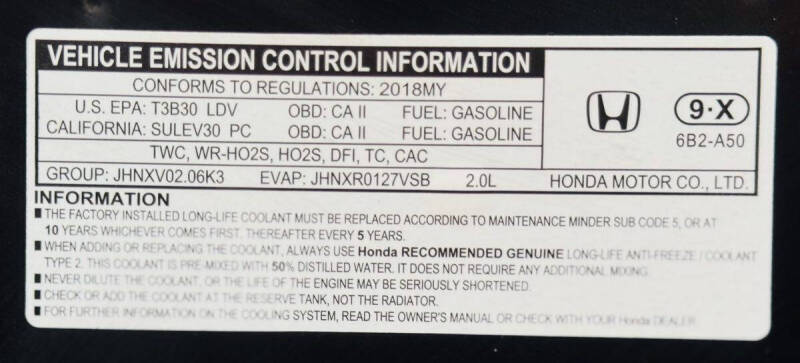 VEHICLE EMISSION CONTROL INFORMATION
CONFORMS TO REGULATIONS: 2018MY
U.S. EPA: T3B30 LDV OBD: CA II FUEL: GASOLINE
CALIFORNIA: SULEV30 PC OBD: CA II FUEL: GASOLINE
TWC, WR-HO2S, HO2S, DFI, TC, CAC
9·X
6B2-A50
GROUP: JHNXV02.06K3 EVAP: JHNXR0127VSB 2.0L HONDA MOTOR CO., LTD.
INFORMATION
■ THE FACTORY INSTALLED LONG-LIFE COOLANT MUST BE REPLACED ACCORDING TO MAINTENANCE MINDER SUB CODE 5, OR AT
10 YEARS WHICHEVER COMES FIRST, THEREAFTER EVERY 5 YEARS.
■ WHEN ADDING OR REPLACING THE COOLANT, ALWAYS USE Honda RECOMMENDED GENUINE LONG-LIFE ANTI-FREEZE / COOLANT
TYPE 2. THIS COOLANT IS PRE-MIXED WITH 50% DISTILLED WATER. IT DOES NOT REQUIRE ANY ADDITIONAL MIXING.
■ NEVER DILUTE THE COOLANT, OR THE LIFE OF THE ENGINE MAY BE SERIOUSLY SHORTENED.
■ CHECK OR ADD THE COOLANT AT THE RESERVE TANK, NOT THE RADIATOR.
■ FOR FURTHER INFORMATION ON THE COOLING SYSTEM, READ THE OWNER'S MANUAL OR CHECK WITH YOUR Honda DEALER.